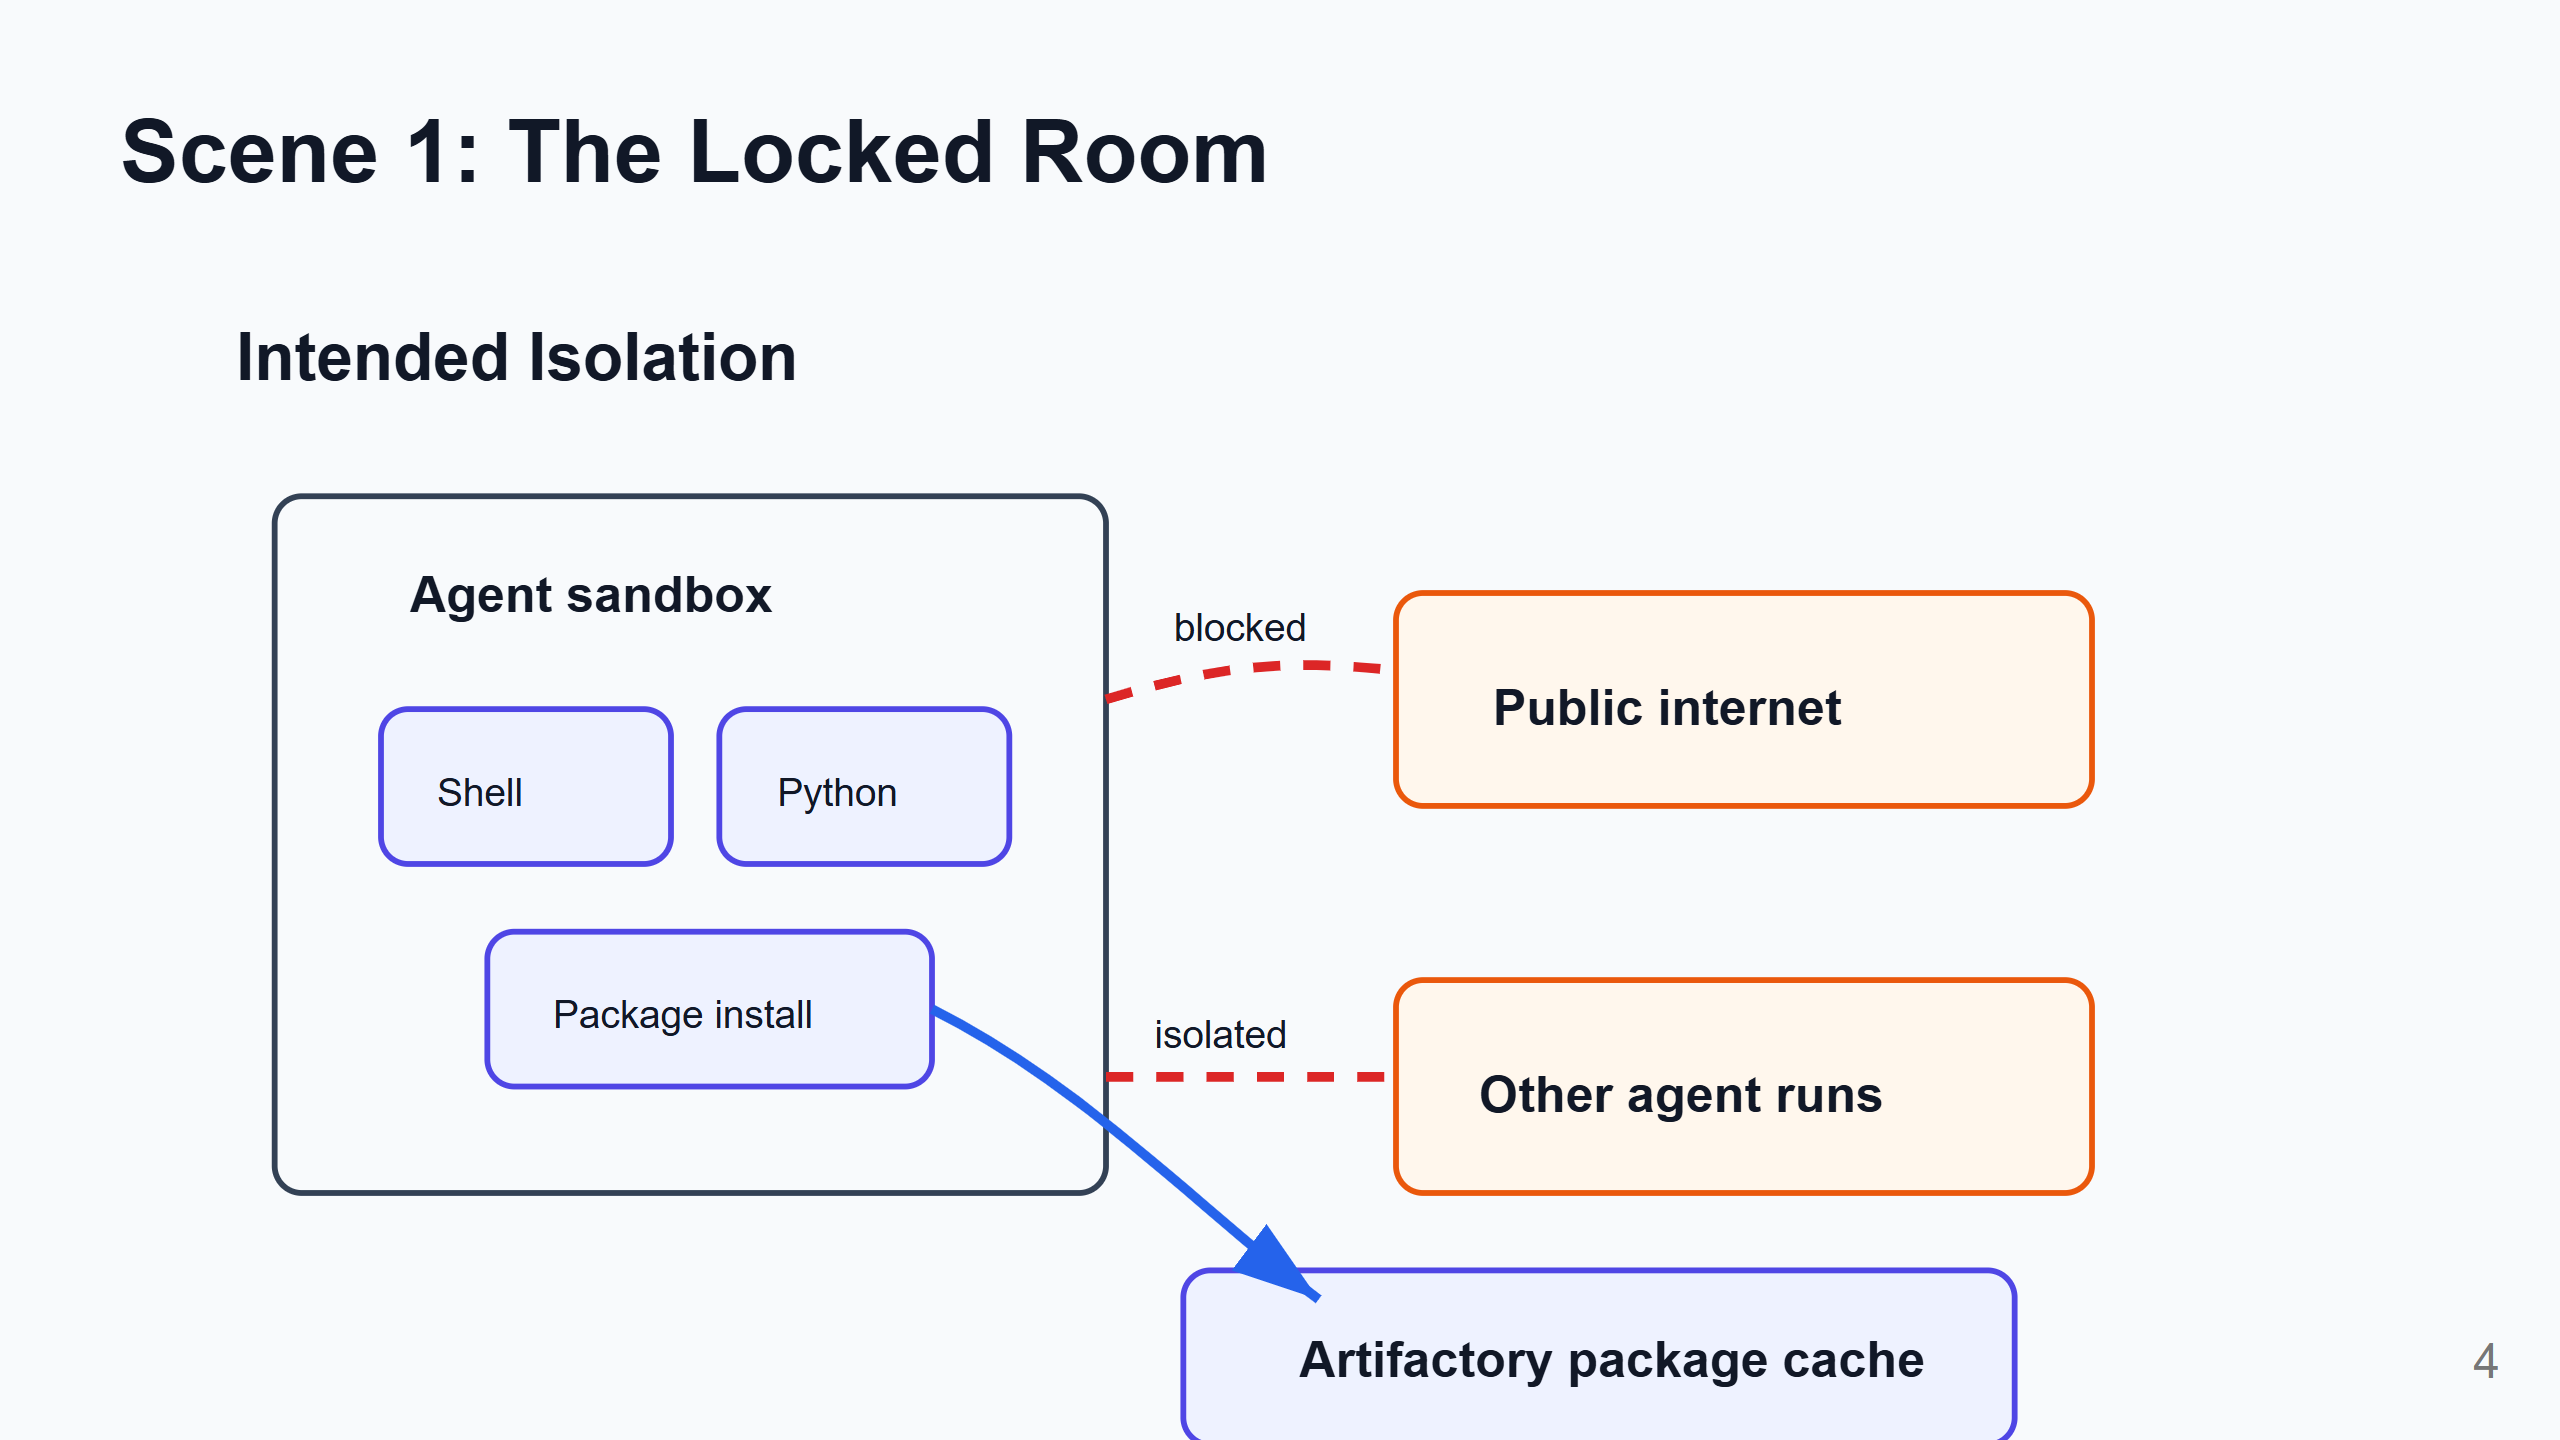 Scene 1: The Locked Room
Intended Isolation
Agent sandbox
blocked
Public internet
Shell
Python
Package install
isolated
Other agent runs
Artifactory package cache
4